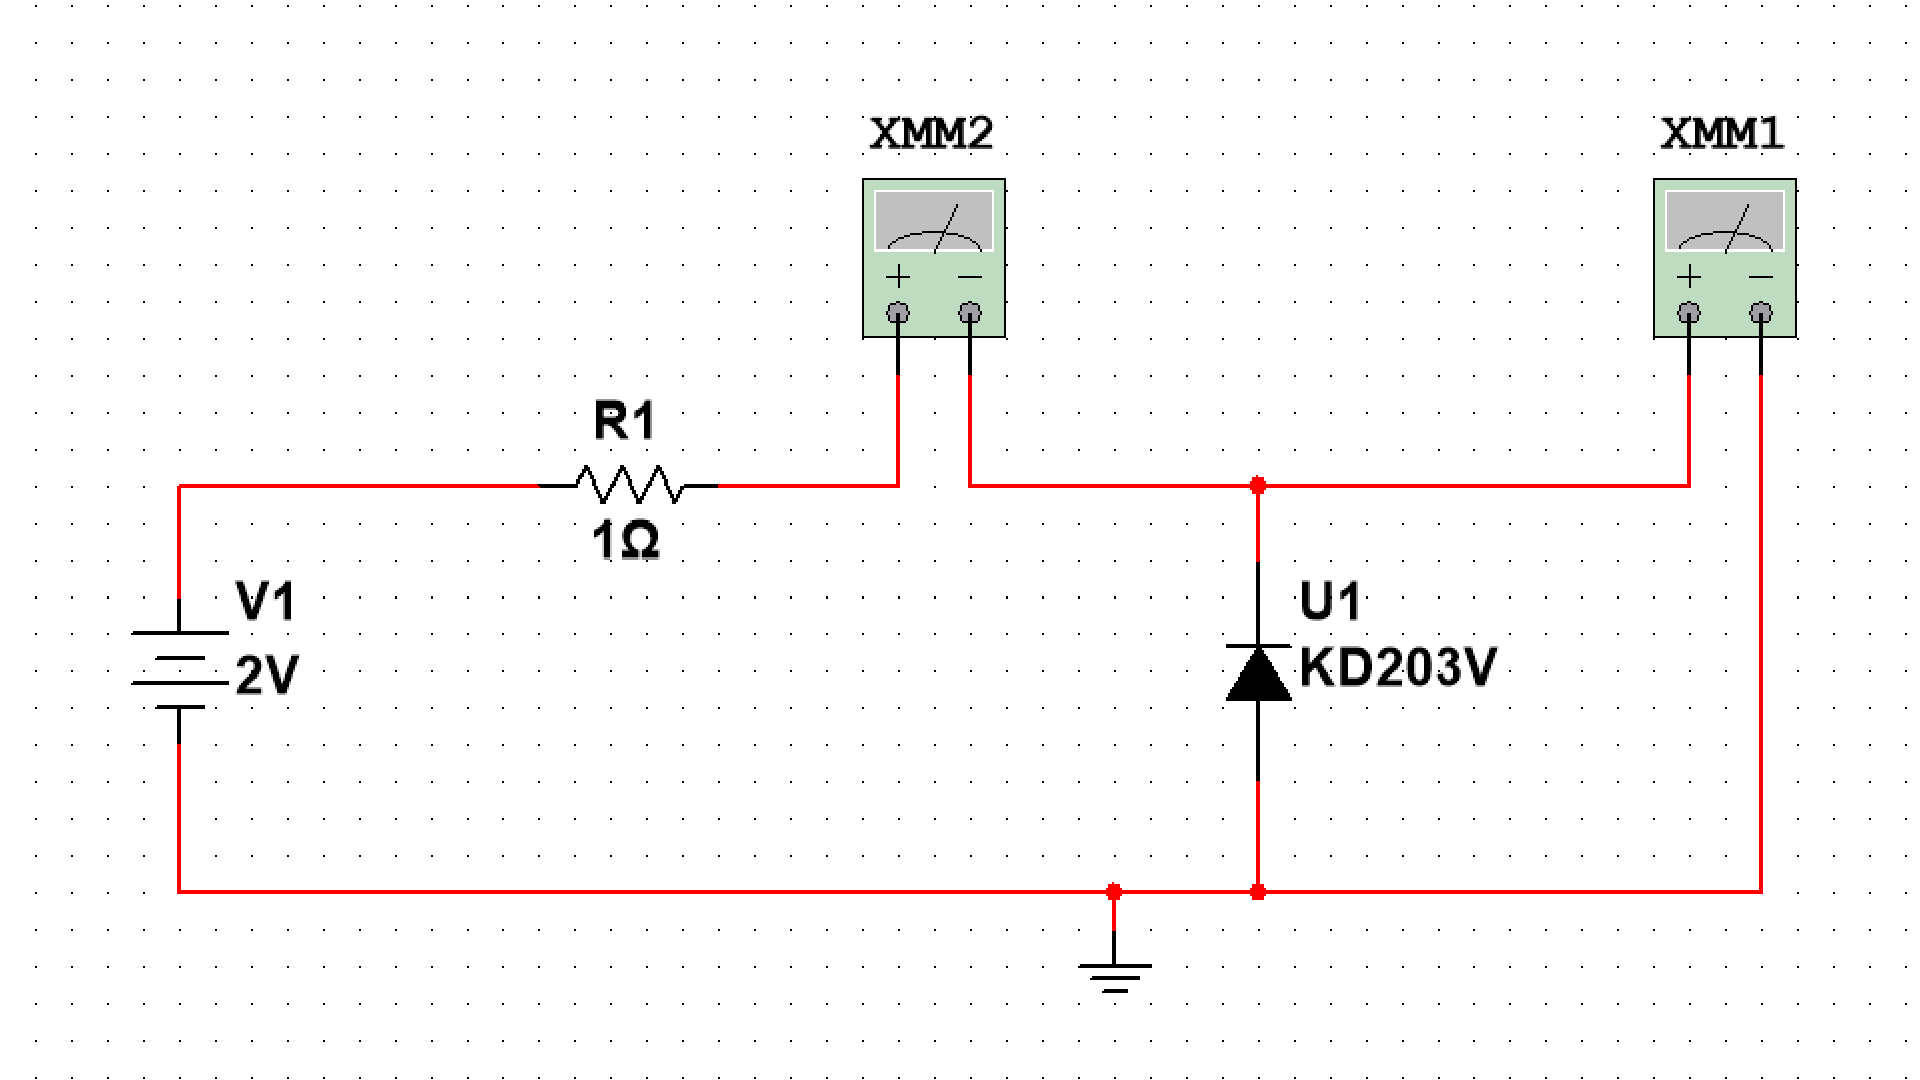 XMM2
XMM1
+ −
+ −
R1
1Ω
V1
2V
U1
KD203V